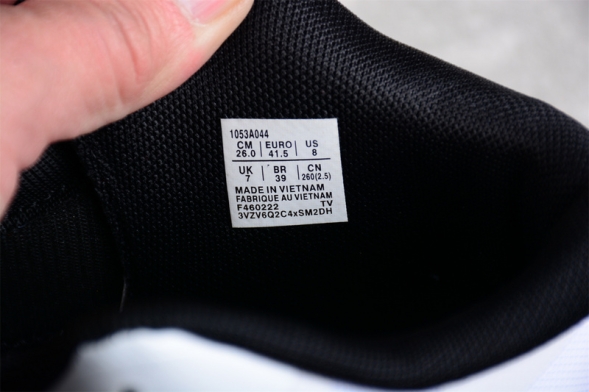 1053A044
CM | EURO | US
26.0 | 41.5 | 8
UK | BR | CN
7 | 39 | 260(2.5)
MADE IN VIETNAM
FABRIQUE AU VIETNAM
F460222 TV
3VZV6Q2C4xSM2DH